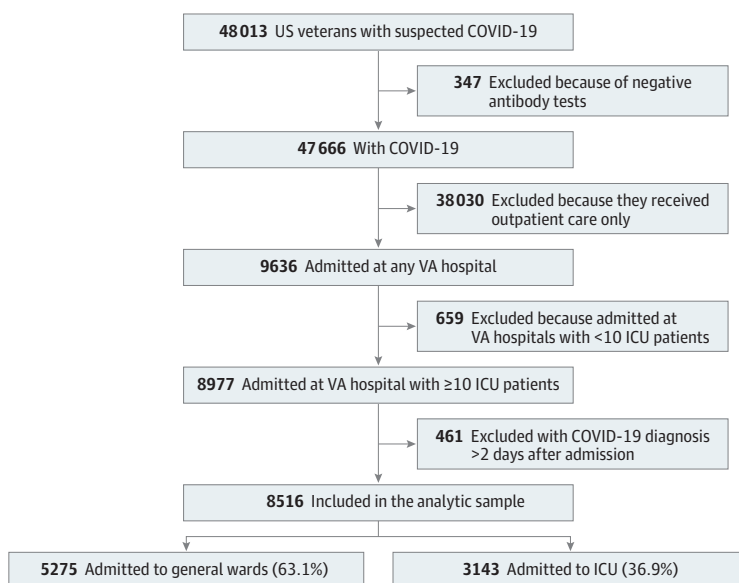 48013 US veterans with suspected COVID-19
347 Excluded because of negative
antibody tests
47666 With COVID-19
38030 Excluded because they received
outpatient care only
9636 Admitted at any VA hospital
659 Excluded because admitted at
VA hospitals with <10 ICU patients
8977 Admitted at VA hospital with ≥10 ICU patients
461 Excluded with COVID-19 diagnosis
>2 days after admission
8516 Included in the analytic sample
5275 Admitted to general wards (63.1%)
3143 Admitted to ICU (36.9%)